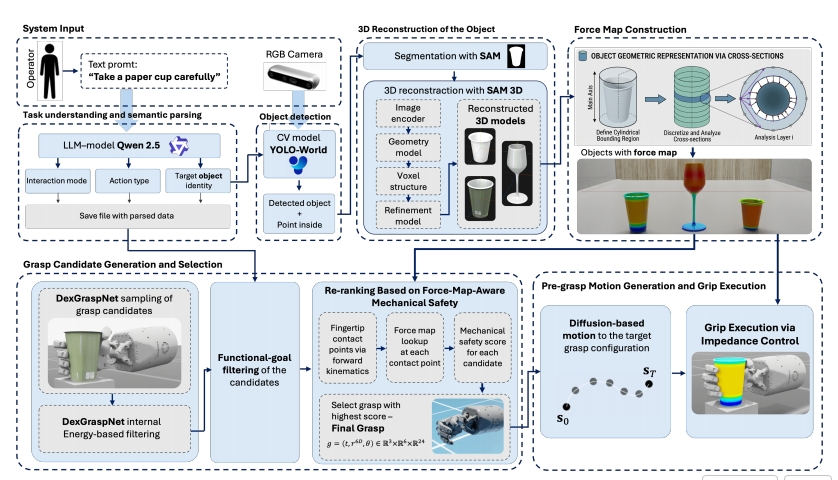 System Input
Operator
Text promt:
“Take a paper cup carefully”
RGB Camera
Task understanding and semantic parsing
LLM–model Qwen 2.5
Interaction mode
Action type
Target object
identity
Save file with parsed data
Object detection
CV model
YOLO-World
Detected object
+
Point inside
3D Reconstruction of the Object
Segmentation with SAM
3D reconstraction with SAM 3D
Image
encoder
Geometry
model
Voxel
structure
Refinement
model
Reconstructed
3D models
Force Map Construction
OBJECT GEOMETRIC REPRESENTATION VIA CROSS-SECTIONS
Main Axis
Define Cylindrical
Bounding Region
Discretize and Analyze
Cross-sections
Analysis Layer i
Objects with force map
Grasp Candidate Generation and Selection
DexGraspNet sampling of
grasp candidates
DexGraspNet internal
Energy-based filtering
Functional-goal
filtering of the
candidates
Re-ranking Based on Force-Map-Aware
Mechanical Safety
Fingertip
contact
points via
forward
kinematics
Force map
lookup
at each
contact point
Mechanical
safety score
for each
candidate
Select grasp with
highest score –
Final Grasp
g = (t, r⁶ᴰ, θ) ∈ ℝ³×ℝ⁶×ℝ²⁴
Pre-grasp Motion Generation and Grip Execution
Diffusion-based
motion to the target
grasp configuration
s_T
s_0
Grip Execution via
Impedance Control